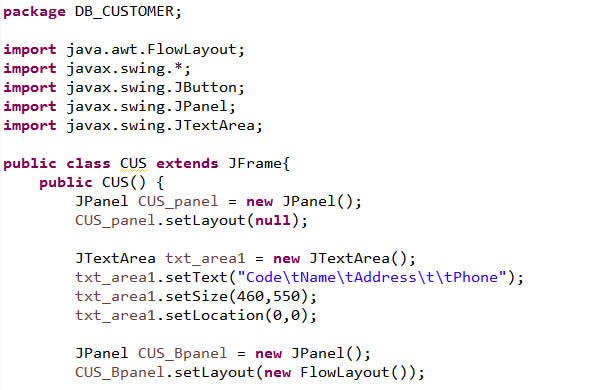 package DB_CUSTOMER;
import java.awt.FlowLayout;
import javax.swing.*;
import javax.swing.JButton;
import javax.swing.JPanel;
import javax.swing.JTextArea;
public class CUS extends JFrame{
public CUS() {
JPanel CUS_panel = new JPanel();
CUS_panel.setLayout(null);
JTextArea txt_area1 = new JTextArea();
txt_area1.setText("Code\tName\tAddress\t\tPhone");
txt_area1.setSize(460,550);
txt_area1.setLocation(0,0);
JPanel CUS_Bpanel = new JPanel();
CUS_Bpanel.setLayout(new FlowLayout());